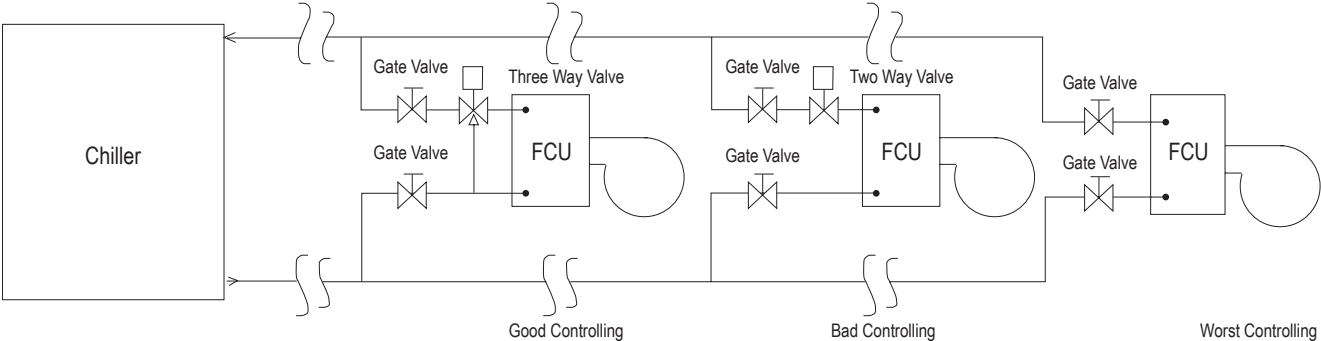 Gate Valve
Three Way Valve
Gate Valve
Two Way Valve
Gate Valve
Chiller
FCU
FCU
FCU
Gate Valve
Gate Valve
Gate Valve
Good Controlling
Bad Controlling
Worst Controlling